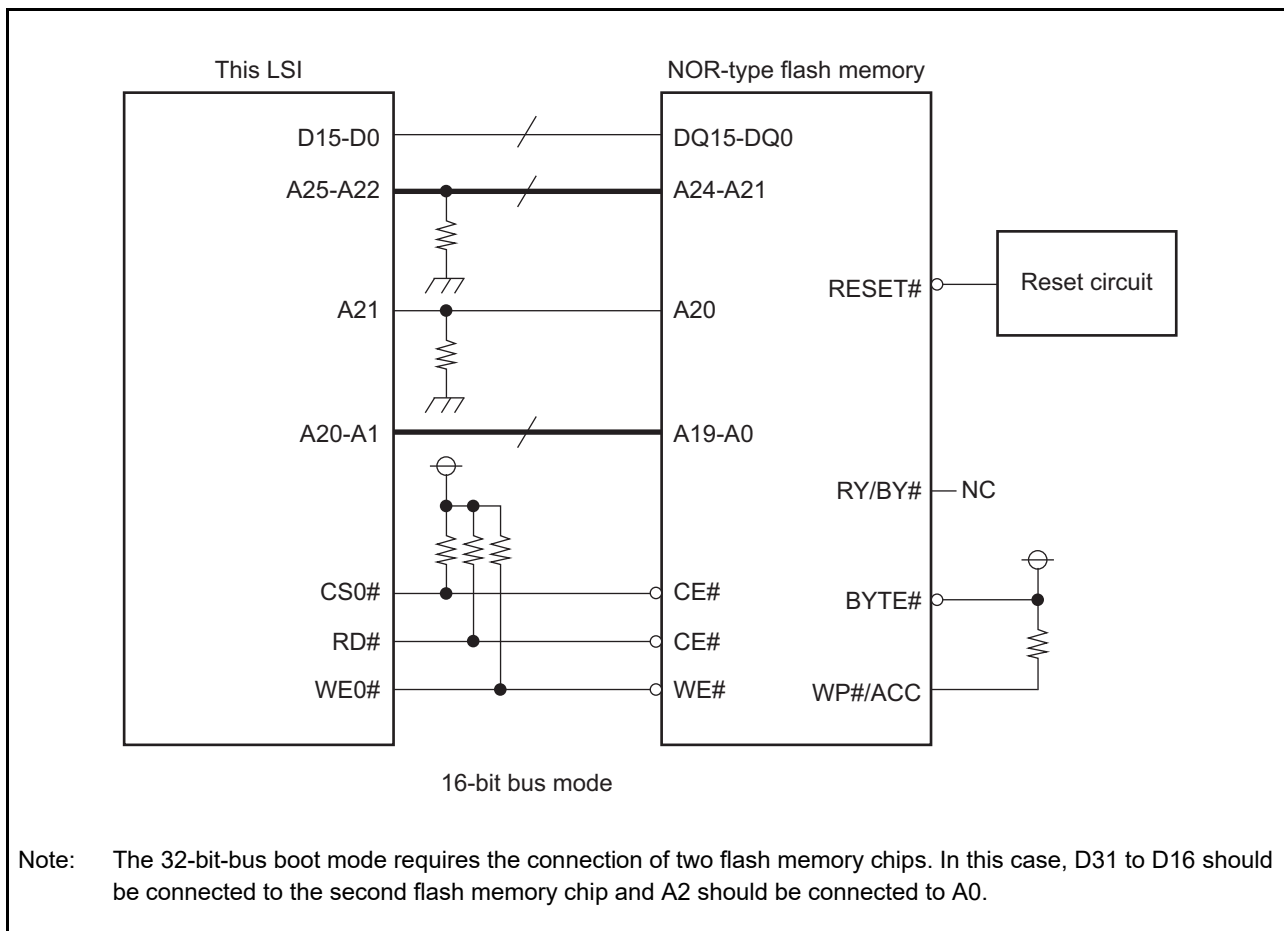 This LSI
NOR-type flash memory
D15-D0
DQ15-DQ0
A25-A22
A24-A21
RESET#
Reset circuit
A21
A20
A20-A1
A19-A0
RY/BY#
NC
CS0#
CE#
BYTE#
RD#
CE#
WE0#
WE#
WP#/ACC
16-bit bus mode
Note: The 32-bit-bus boot mode requires the connection of two flash memory chips. In this case, D31 to D16 should
be connected to the second flash memory chip and A2 should be connected to A0.